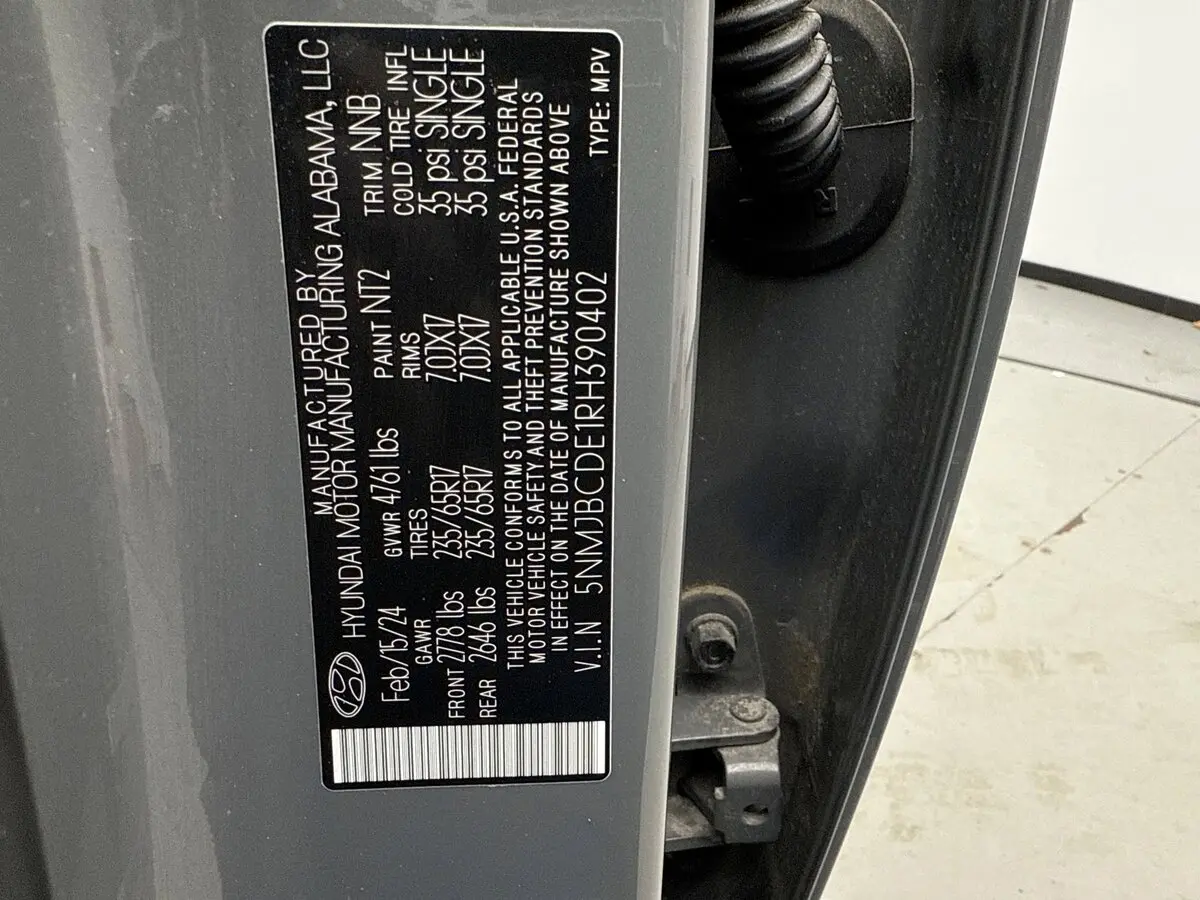 MANUFACTURED BY
HYUNDAI MOTOR MANUFACTURING ALABAMA, LLC
Feb/15/24 GVWR 4761 lbs PAINT NT2 TRIM NNB
GAWR TIRES RIMS COLD TIRE INFL
FRONT 2778 lbs 235/65R17 7.0JX17 35 psi SINGLE
REAR 2646 lbs 235/65R17 7.0JX17 35 psi SINGLE
THIS VEHICLE CONFORMS TO ALL APPLICABLE U.S.A. FEDERAL
MOTOR VEHICLE SAFETY AND THEFT PREVENTION STANDARDS
IN EFFECT ON THE DATE OF MANUFACTURE SHOWN ABOVE
V.I.N 5NMJBCDE1RH390402 TYPE: MPV
R